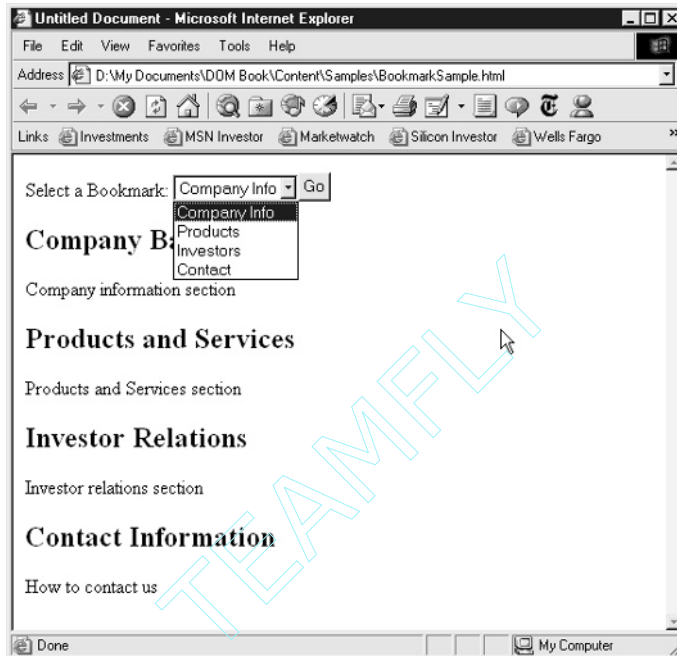 Untitled Document - Microsoft Internet Explorer
File Edit View Favorites Tools Help
Address D:\My Documents\DOM Book\Content\Samples\BookmarkSample.html
Links Investments MSN Investor Marketwatch Silicon Investor Wells Fargo »
Select a Bookmark: Company Info Go
Company Info
Products
Investors
Contact
Company Ba
Company information section
Products and Services
Products and Services section
Investor Relations
Investor relations section
Contact Information
How to contact us
TEAMFLY
Done My Computer